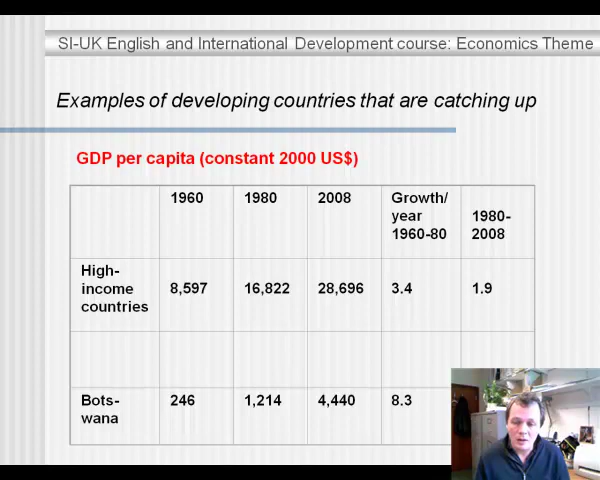 SI-UK English and International Development course: Economics Theme
Examples of developing countries that are catching up
GDP per capita (constant 2000 US$)
1960 1980 2008 Growth/
year 1980-
1960-80 2008
High-
income 8,597 16,822 28,696 3.4 1.9
countries
Bots- 246 1,214 4,440 8.3
wana